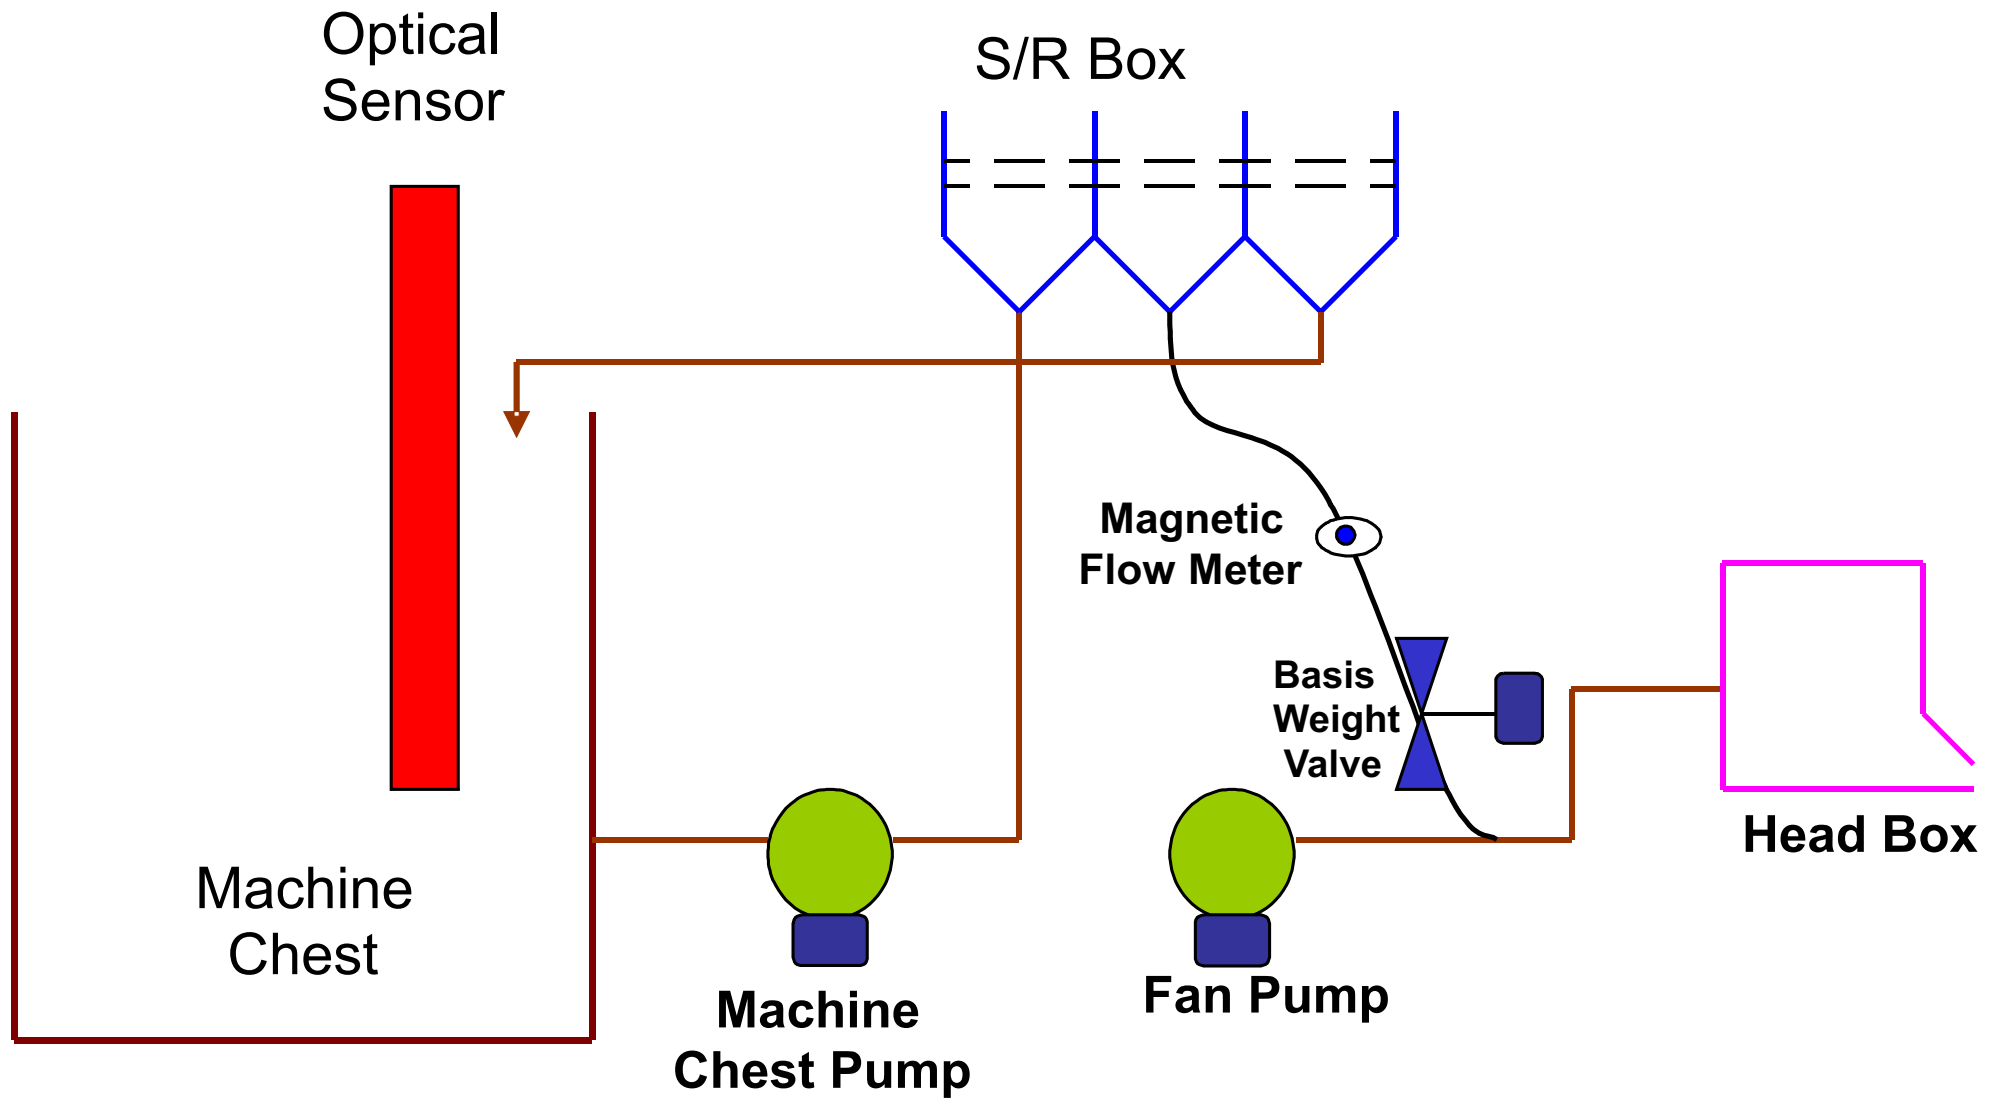 Optical
Sensor
S/R Box
Magnetic
Flow Meter
Basis
Weight
Valve
Head Box
Machine
Chest
Machine
Chest Pump
Fan Pump